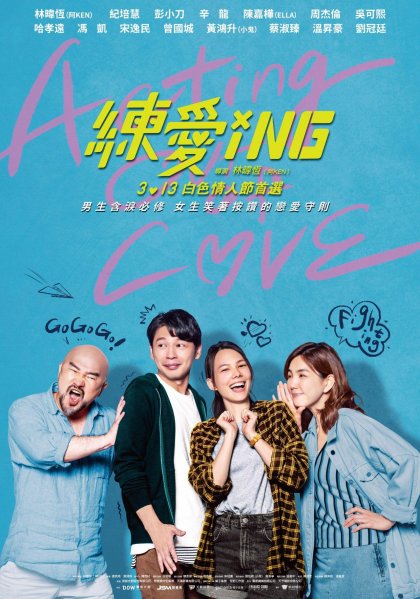 林暐恆(阿KEN) 紀培慧 彭小刀 辛龍 陳嘉樺(ELLA) 周杰倫 吳可熙
哈孝遠 馮凱 宋逸民 曾國城 黃鴻升(小鬼) 蔡淑臻 溫昇豪 劉冠廷
Acting
Love
練愛iNG
導演 林暐恆(阿KEN)
3♥13 白色情人節首選
男生含淚必修 女生笑著按讚的戀愛守則
GoGoGo!
Fighting